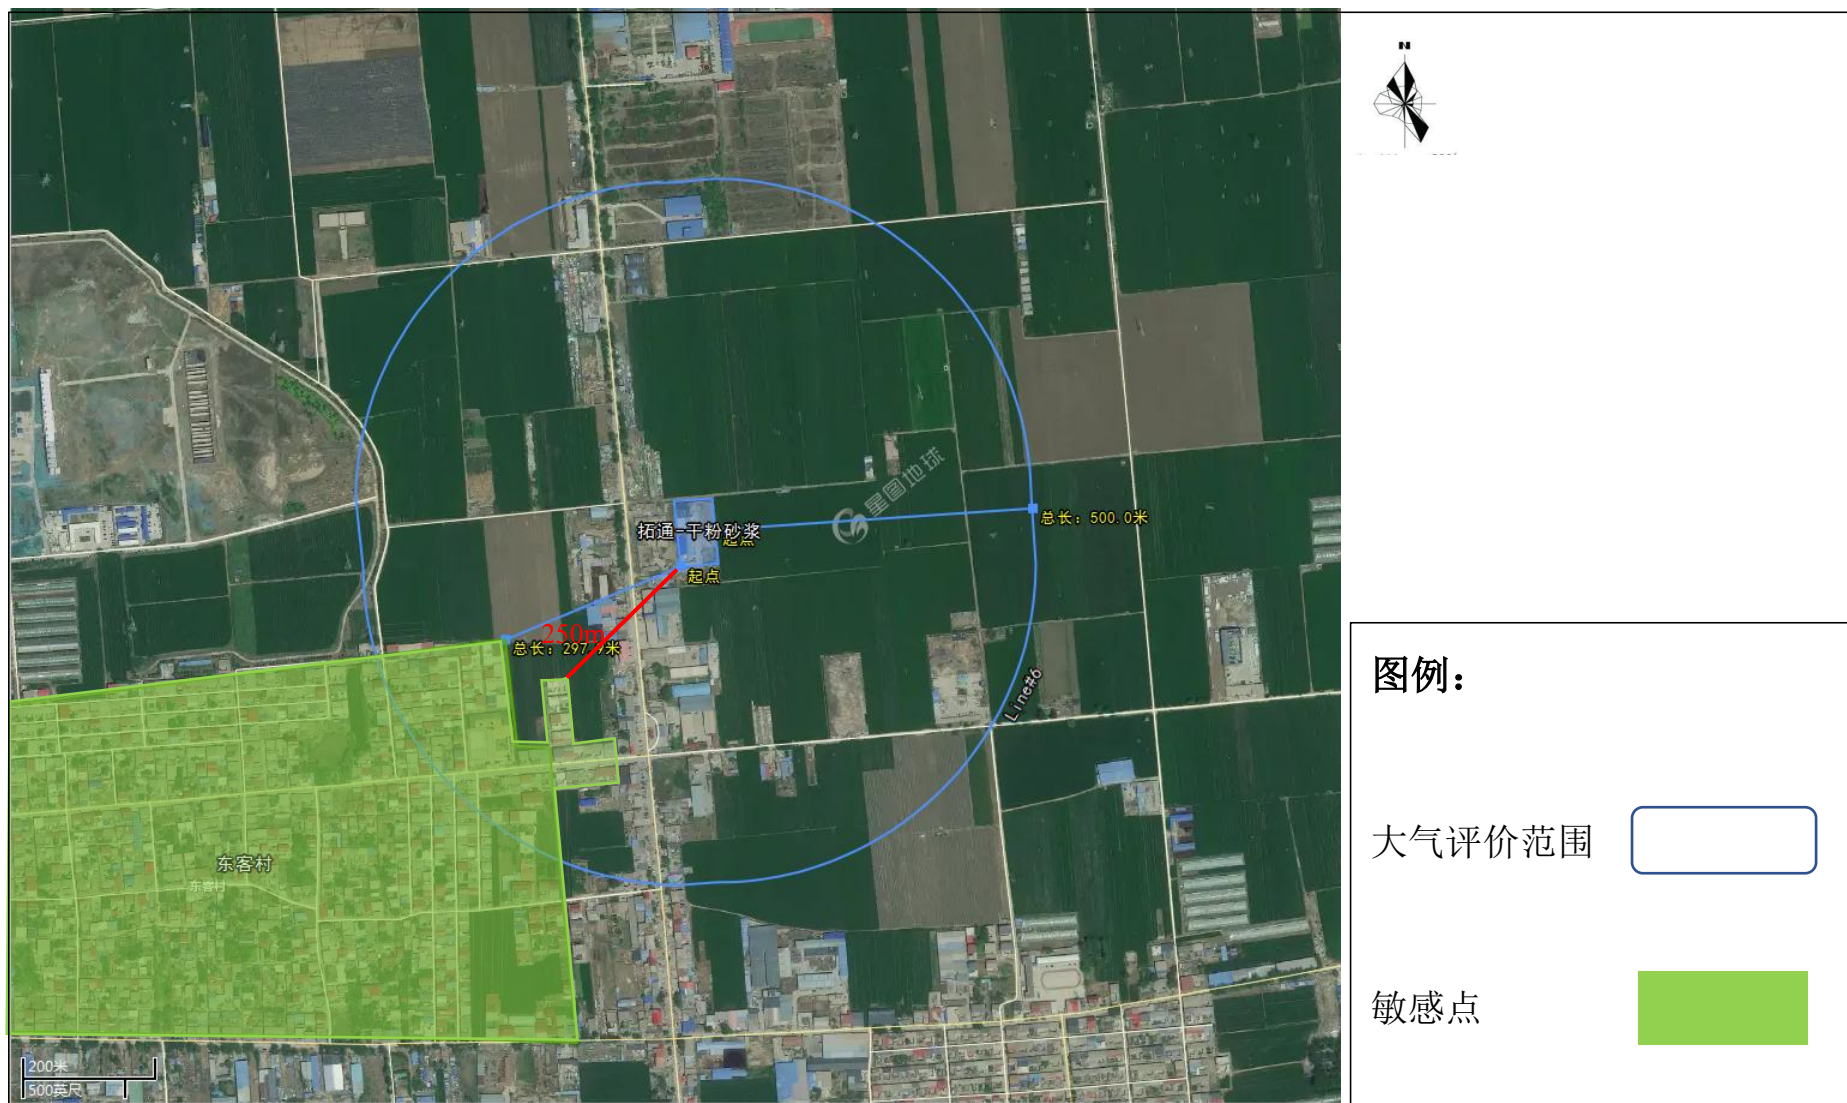 N
星图地球
拓通-干粉砂浆
起点
总长：500.0米
起点
250m
总长：297.9米
Line#6
图例：
大气评价范围
东客村
东客村
敏感点
200米
500英尺